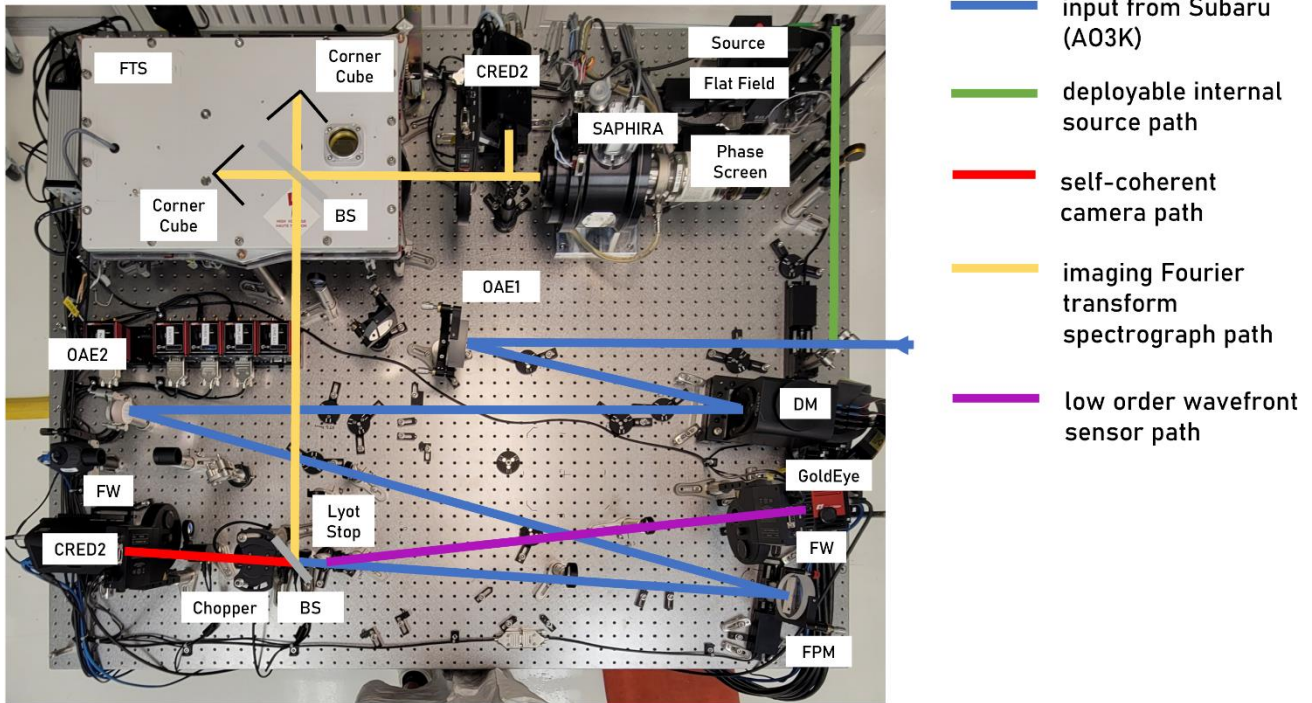 FTS
Corner
Cube
CRED2
Source
Flat Field
SAPHIRA
Phase
Screen
Corner
Cube
BS
OAE1
OAE2
DM
GoldEye
FW
Lyot
Stop
CRED2
FW
Chopper
BS
FPM
input from Subaru
(AO3K)
deployable internal
source path
self-coherent
camera path
imaging Fourier
transform
spectrograph path
low order wavefront
sensor path